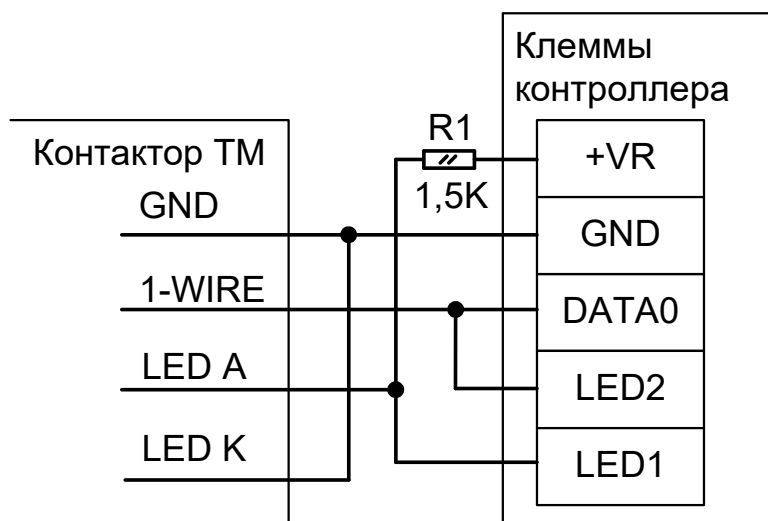 Клеммы
контроллера
R1
1,5K
Контактор ТМ
GND
1-WIRE
LED A
LED K
+VR
GND
DATA0
LED2
LED1